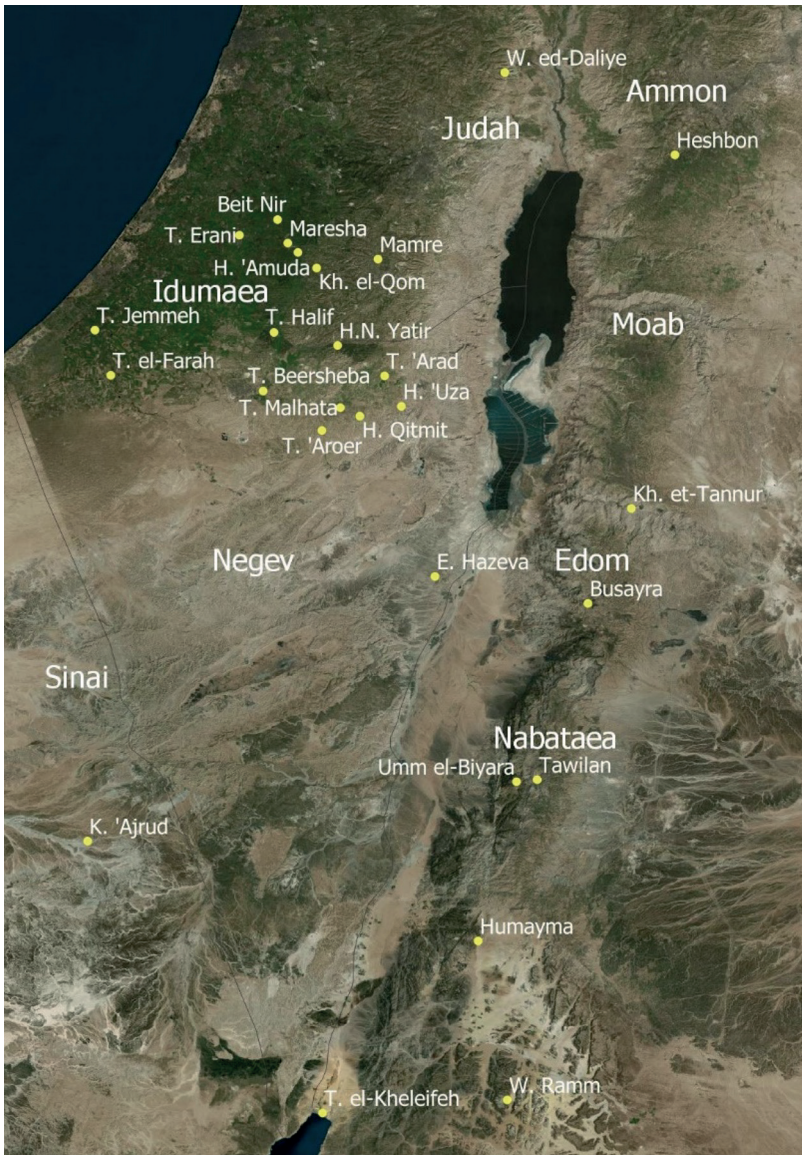 W. ed-Daliye
Ammon
Judah
Heshbon
Beit Nir
Maresha
T. Erani
Mamre
H. 'Amuda
Kh. el-Qom
Idumaea
T. Jemmeh
T. Halif
Moab
H.N. Yatir
T. el-Farah
T. 'Arad
T. Beersheba
H. 'Uza
T. Malhata
H. Qitmit
T. 'Aroer
Kh. et-Tannur
Negev
E. Hazeva
Edom
Busayra
Sinai
Nabataea
Umm el-Biyara
Tawilan
K. 'Ajrud
Humayma
T. el-Kheleifeh
W. Ramm